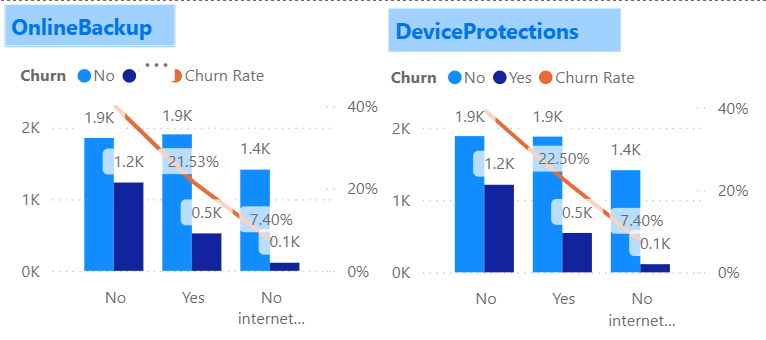 OnlineBackup
Churn No Churn Rate
1.9K 1.9K 40%
2K
1.4K
1.2K 21.53%
1K 20%
0.5K 7.40%
0.1K
0K 0%
No Yes No
internet...
DeviceProtections
Churn No Yes Churn Rate
1.9K 1.9K 40%
2K
1.4K
1.2K 22.50%
1K 20%
0.5K 7.40%
0.1K
0K 0%
No Yes No
internet...